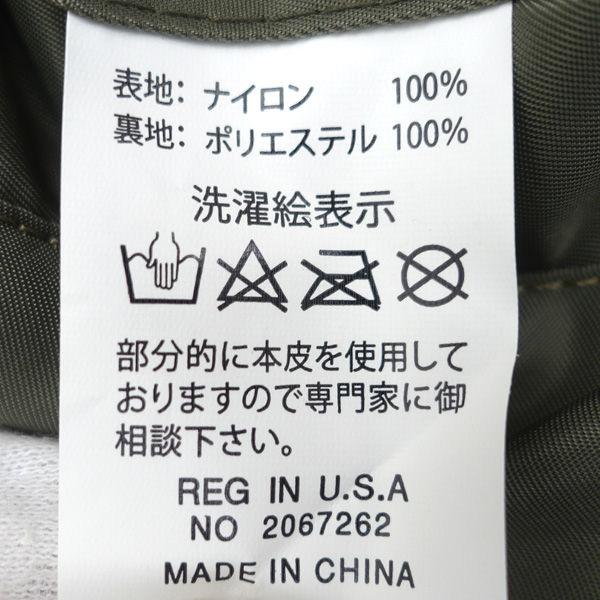 表地: ナイロン 100%
裏地: ポリエステル 100%
洗濯絵表示
部分的に本皮を使用して
おりますので専門家に御
相談下さい。
REG IN U.S.A
NO 2067262
MADE IN CHINA